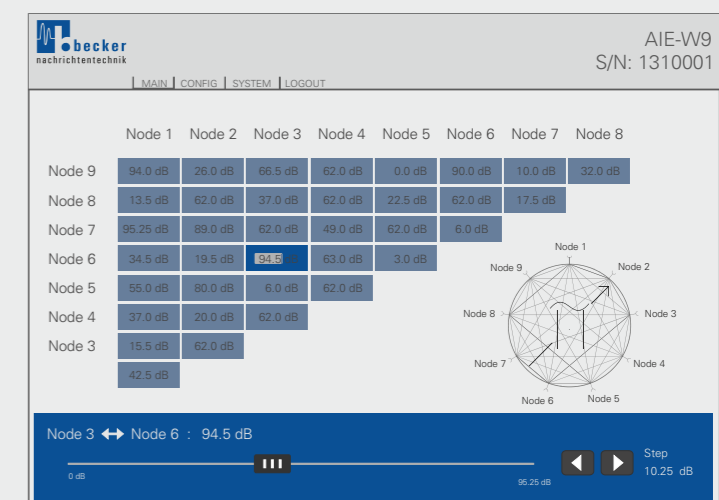 becker
nachrichtentechnik
AIE-W9
S/N: 1310001
MAIN CONFIG SYSTEM LOGOUT
Node 1 Node 2 Node 3 Node 4 Node 5 Node 6 Node 7 Node 8
Node 9 94.0 dB 26.0 dB 66.5 dB 62.0 dB 0.0 dB 90.0 dB 10.0 dB 32.0 dB
Node 8 13.5 dB 62.0 dB 37.0 dB 62.0 dB 22.5 dB 62.0 dB 17.5 dB
Node 7 95.25 dB 89.0 dB 62.0 dB 49.0 dB 62.0 dB 6.0 dB
Node 6 34.5 dB 19.5 dB 94.5 dB 63.0 dB 3.0 dB
Node 5 55.0 dB 80.0 dB 6.0 dB 62.0 dB
Node 4 37.0 dB 20.0 dB 62.0 dB
Node 3 15.5 dB 62.0 dB
42.5 dB
Node 1
Node 9 Node 2
Node 8 Node 3
Node 7 Node 4
Node 6 Node 5
Node 3 ↔ Node 6 : 94.5 dB
0 dB
95.25 dB
Step
10.25 dB